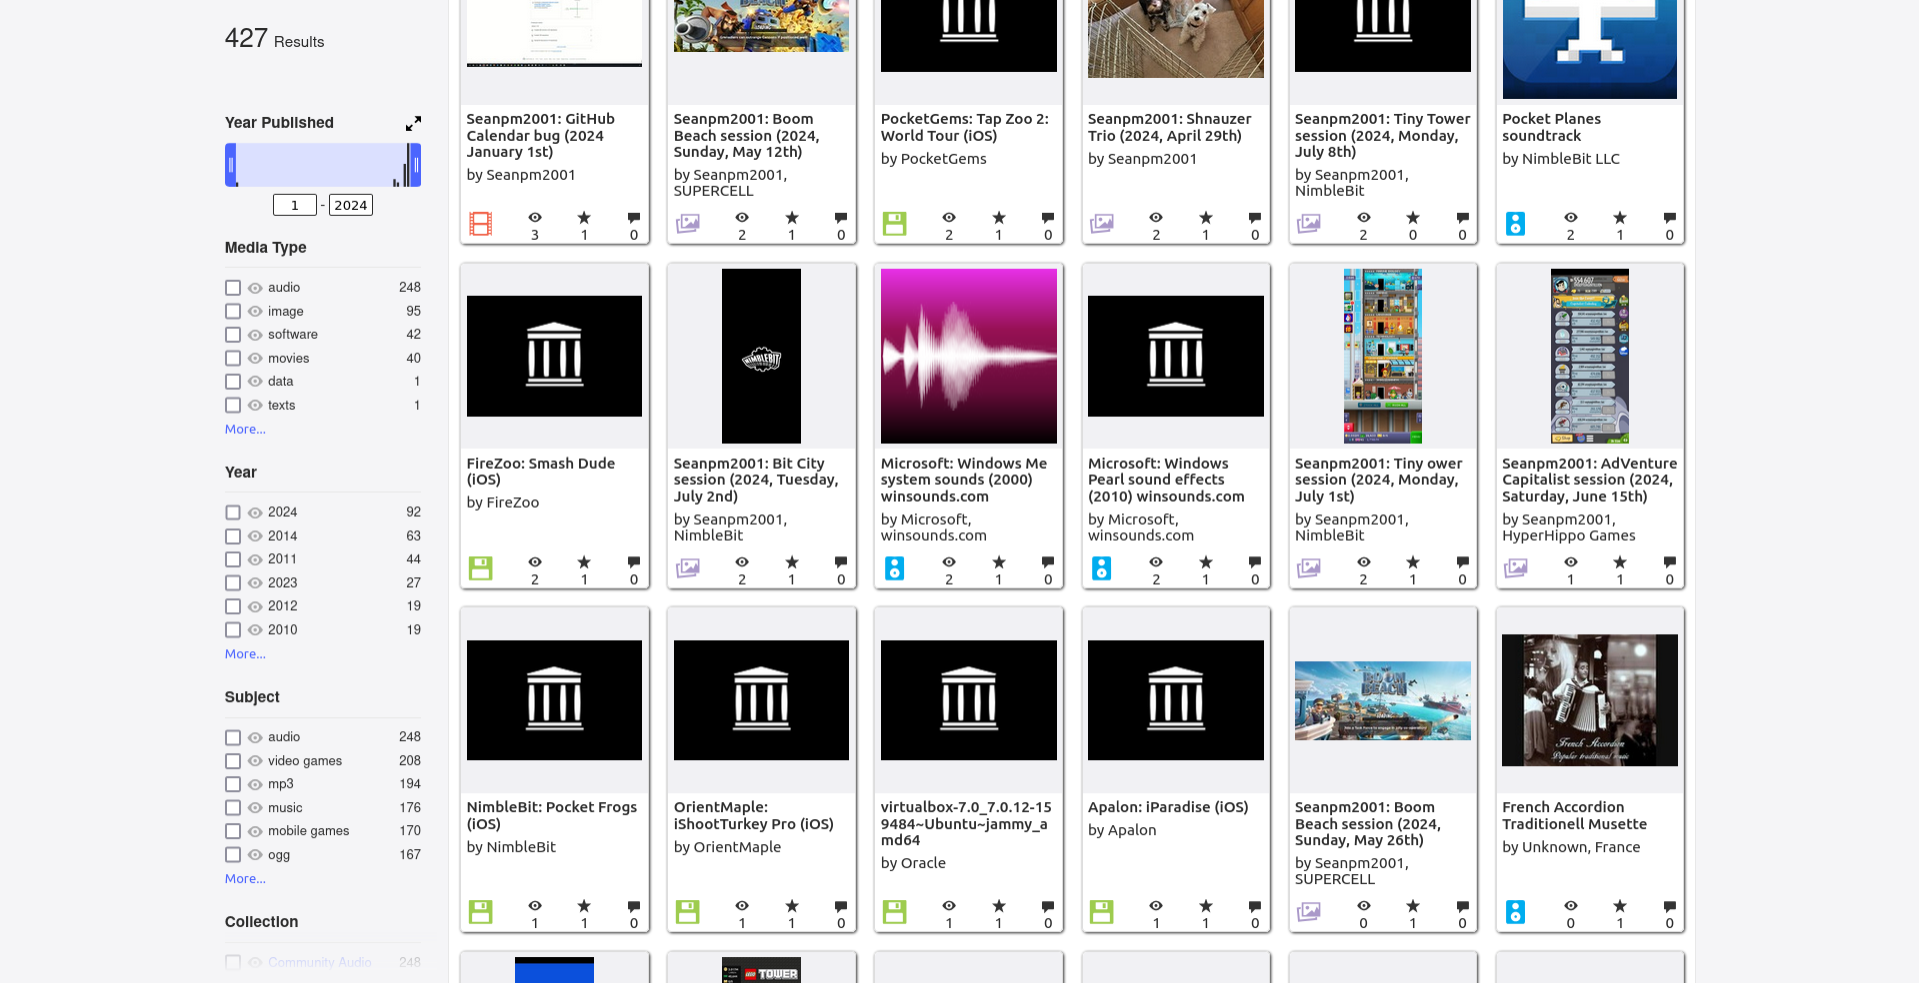 427 Results
Year Published
1 - 2024
Media Type
audio 248
image 95
software 42
movies 40
data 1
texts 1
More...
Year
2024 92
2014 63
2011 44
2023 27
2012 19
2010 19
More...
Subject
audio 248
video games 208
mp3 194
music 176
mobile games 170
ogg 167
More...
Collection
Community Audio 248
Seanpm2001: GitHub
Calendar bug (2024
January 1st)
by Seanpm2001
3 1 0
Seanpm2001: Boom
Beach session (2024,
Sunday, May 12th)
by Seanpm2001,
SUPERCELL
2 1 0
PocketGems: Tap Zoo 2:
World Tour (iOS)
by PocketGems
2 1 0
Seanpm2001: Shnauzer
Trio (2024, April 29th)
by Seanpm2001
2 1 0
Seanpm2001: Tiny Tower
session (2024, Monday,
July 8th)
by Seanpm2001,
NimbleBit
2 0 0
Pocket Planes
soundtrack
by NimbleBit LLC
2 1 0
FireZoo: Smash Dude
(iOS)
by FireZoo
2 1 0
NIMBLEBIT
Seanpm2001: Bit City
session (2024, Tuesday,
July 2nd)
by Seanpm2001,
NimbleBit
2 1 0
Microsoft: Windows Me
system sounds (2000)
winsounds.com
by Microsoft,
winsounds.com
2 1 0
Microsoft: Windows
Pearl sound effects
(2010) winsounds.com
by Microsoft,
winsounds.com
2 1 0
Seanpm2001: Tiny ower
session (2024, Monday,
July 1st)
by Seanpm2001,
NimbleBit
2 1 0
Seanpm2001: AdVenture
Capitalist session (2024,
Saturday, June 15th)
by Seanpm2001,
HyperHippo Games
1 1 0
NimbleBit: Pocket Frogs
(iOS)
by NimbleBit
1 1 0
OrientMaple:
iShootTurkey Pro (iOS)
by OrientMaple
1 1 0
virtualbox-7.0_7.0.12-15
9484~Ubuntu~jammy_a
md64
by Oracle
1 1 0
Apalon: iParadise (iOS)
by Apalon
1 1 0
BOOM
BEACH
Seanpm2001: Boom
Beach session (2024,
Sunday, May 26th)
by Seanpm2001,
SUPERCELL
0 1 0
French Accordion
Popular traditional music
French Accordion
Traditionell Musette
by Unknown, France
0 1 0
LEGO TOWER